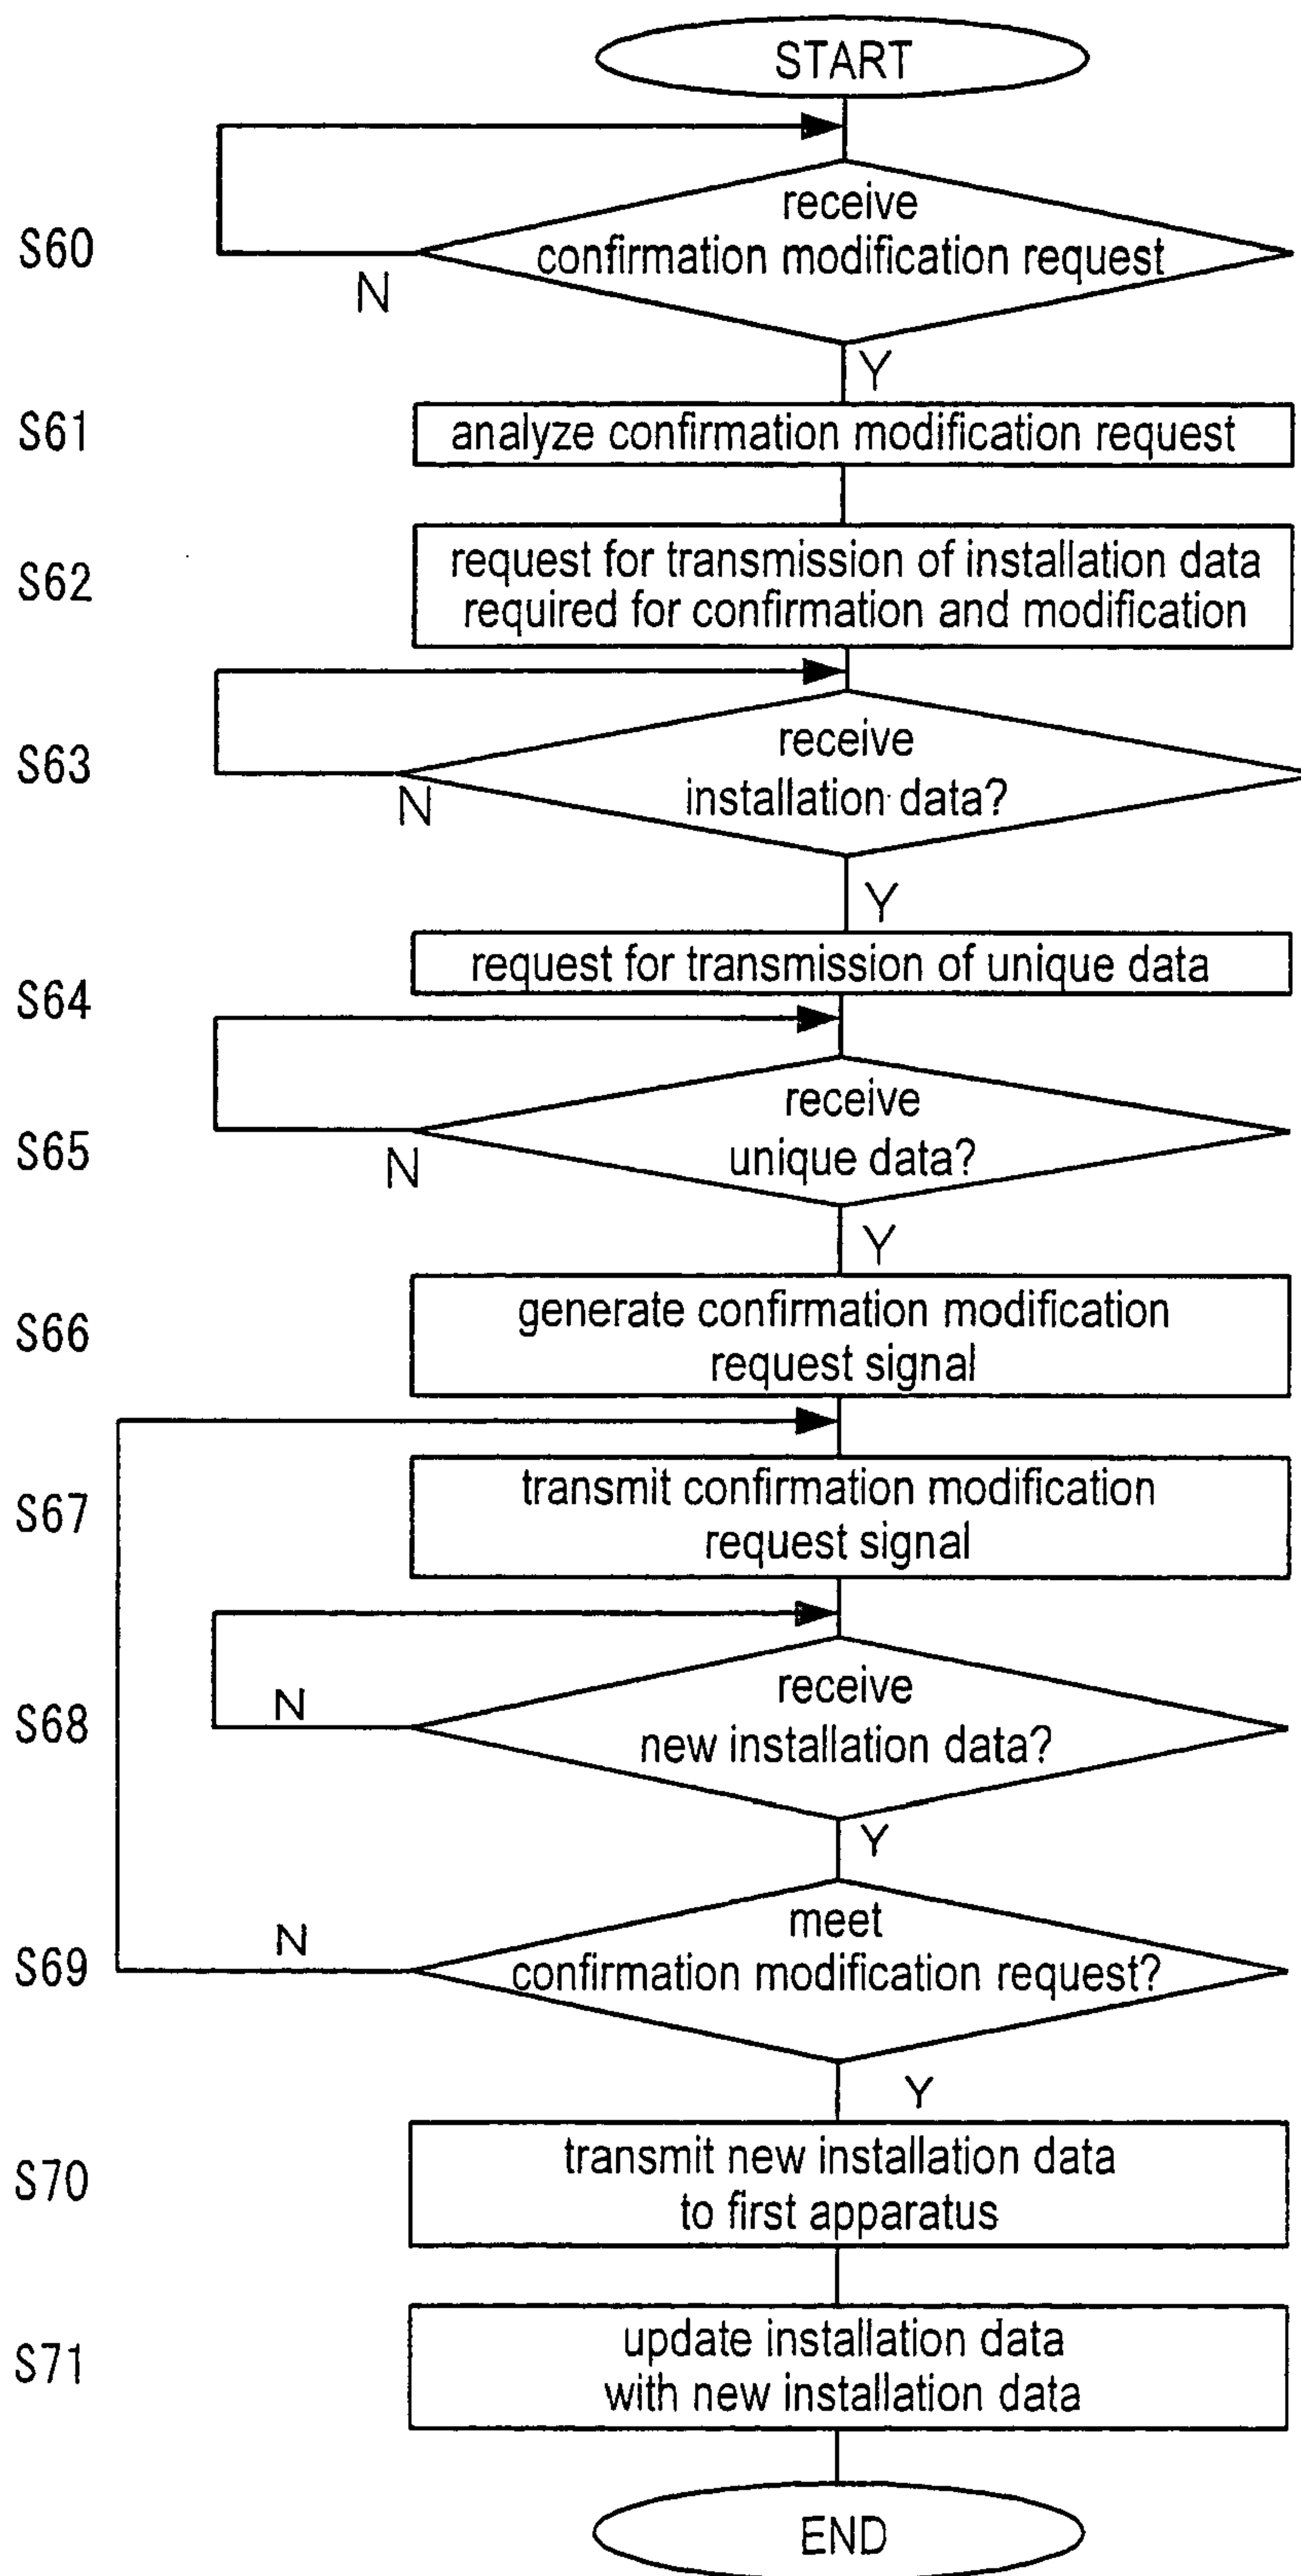 START
S60
receive
confirmation modification request
N
Y
S61
analyze confirmation modification request
S62
request for transmission of installation data
required for confirmation and modification
S63
receive
installation data?
N
Y
S64
request for transmission of unique data
S65
receive
unique data?
N
Y
S66
generate confirmation modification
request signal
S67
transmit confirmation modification
request signal
S68
receive
new installation data?
N
Y
S69
meet
confirmation modification request?
N
Y
S70
transmit new installation data
to first apparatus
S71
update installation data
with new installation data
END